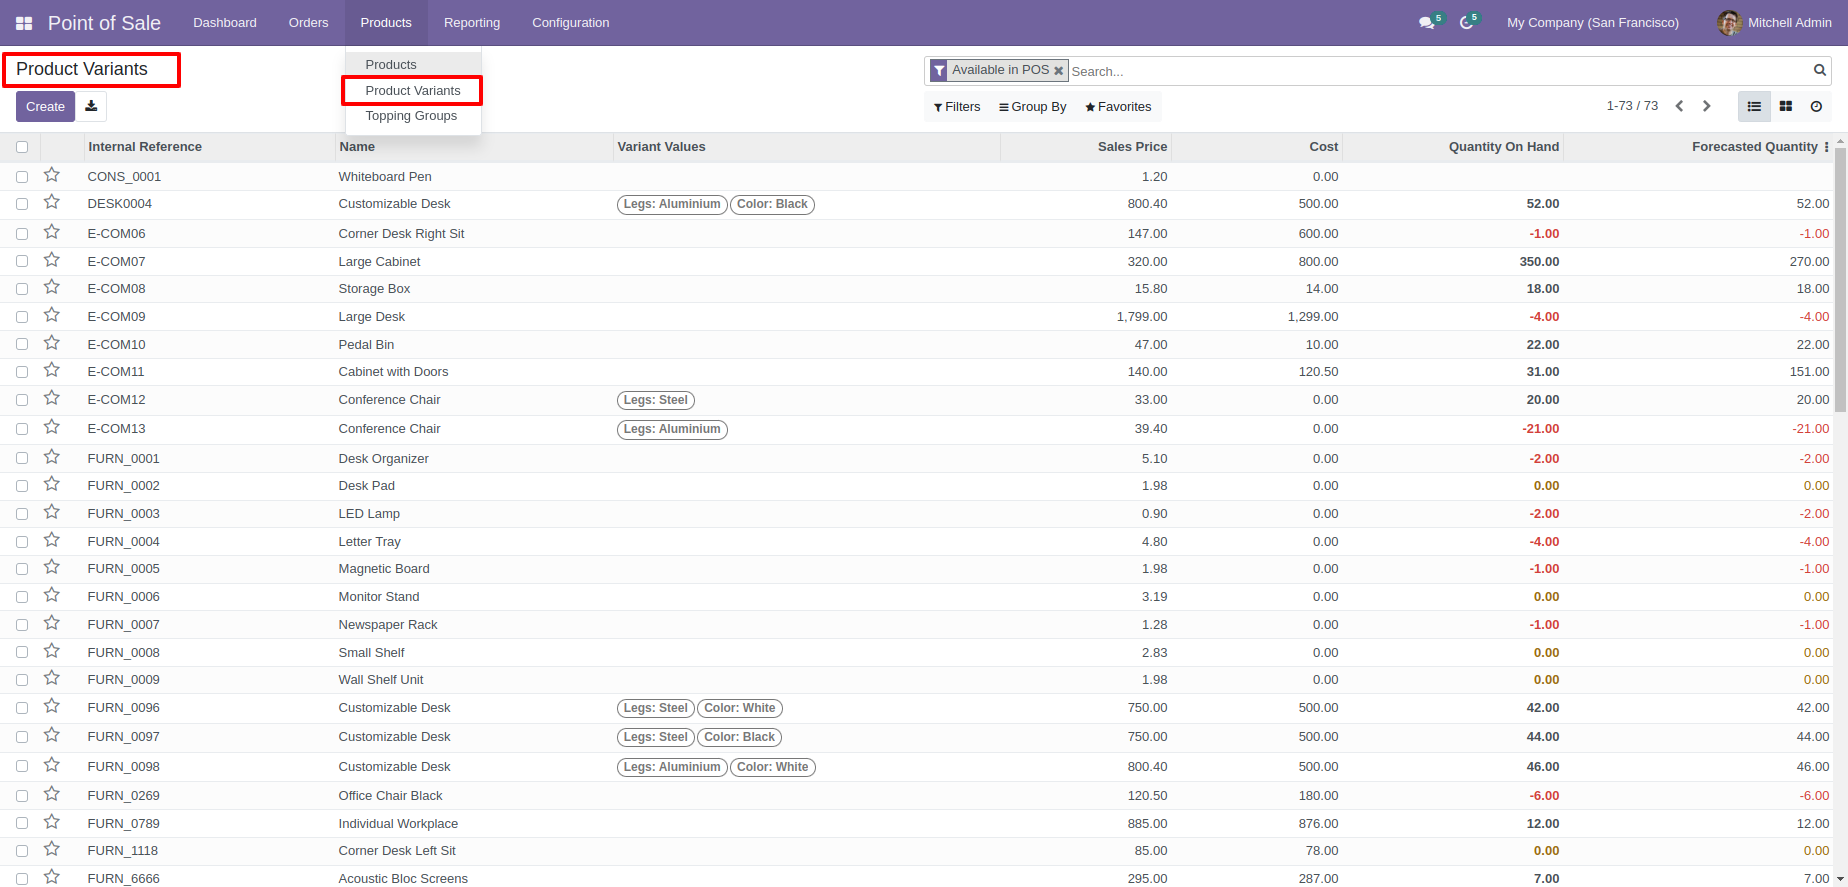 Point of Sale Dashboard Orders Products Reporting Configuration 5 5 My Company (San Francisco) Mitchell Admin
Product Variants
Products
Product Variants
Topping Groups
Available in POS Search...
Create
Filters Group By Favorites 1-73 / 73
Internal Reference Name Variant Values Sales Price Cost Quantity On Hand Forecasted Quantity
CONS_0001 Whiteboard Pen 1.20 0.00
DESK0004 Customizable Desk Legs: Aluminium Color: Black 800.40 500.00 52.00 52.00
E-COM06 Corner Desk Right Sit 147.00 600.00 -1.00 -1.00
E-COM07 Large Cabinet 320.00 800.00 350.00 270.00
E-COM08 Storage Box 15.80 14.00 18.00 18.00
E-COM09 Large Desk 1,799.00 1,299.00 -4.00 -4.00
E-COM10 Pedal Bin 47.00 10.00 22.00 22.00
E-COM11 Cabinet with Doors 140.00 120.50 31.00 151.00
E-COM12 Conference Chair Legs: Steel 33.00 0.00 20.00 20.00
E-COM13 Conference Chair Legs: Aluminium 39.40 0.00 -21.00 -21.00
FURN_0001 Desk Organizer 5.10 0.00 -2.00 -2.00
FURN_0002 Desk Pad 1.98 0.00 0.00 0.00
FURN_0003 LED Lamp 0.90 0.00 -2.00 -2.00
FURN_0004 Letter Tray 4.80 0.00 -4.00 -4.00
FURN_0005 Magnetic Board 1.98 0.00 -1.00 -1.00
FURN_0006 Monitor Stand 3.19 0.00 0.00 0.00
FURN_0007 Newspaper Rack 1.28 0.00 -1.00 -1.00
FURN_0008 Small Shelf 2.83 0.00 0.00 0.00
FURN_0009 Wall Shelf Unit 1.98 0.00 0.00 0.00
FURN_0096 Customizable Desk Legs: Steel Color: White 750.00 500.00 42.00 42.00
FURN_0097 Customizable Desk Legs: Steel Color: Black 750.00 500.00 44.00 44.00
FURN_0098 Customizable Desk Legs: Aluminium Color: White 800.40 500.00 46.00 46.00
FURN_0269 Office Chair Black 120.50 180.00 -6.00 -6.00
FURN_0789 Individual Workplace 885.00 876.00 12.00 12.00
FURN_1118 Corner Desk Left Sit 85.00 78.00 0.00 0.00
FURN_6666 Acoustic Bloc Screens 295.00 287.00 7.00 7.00